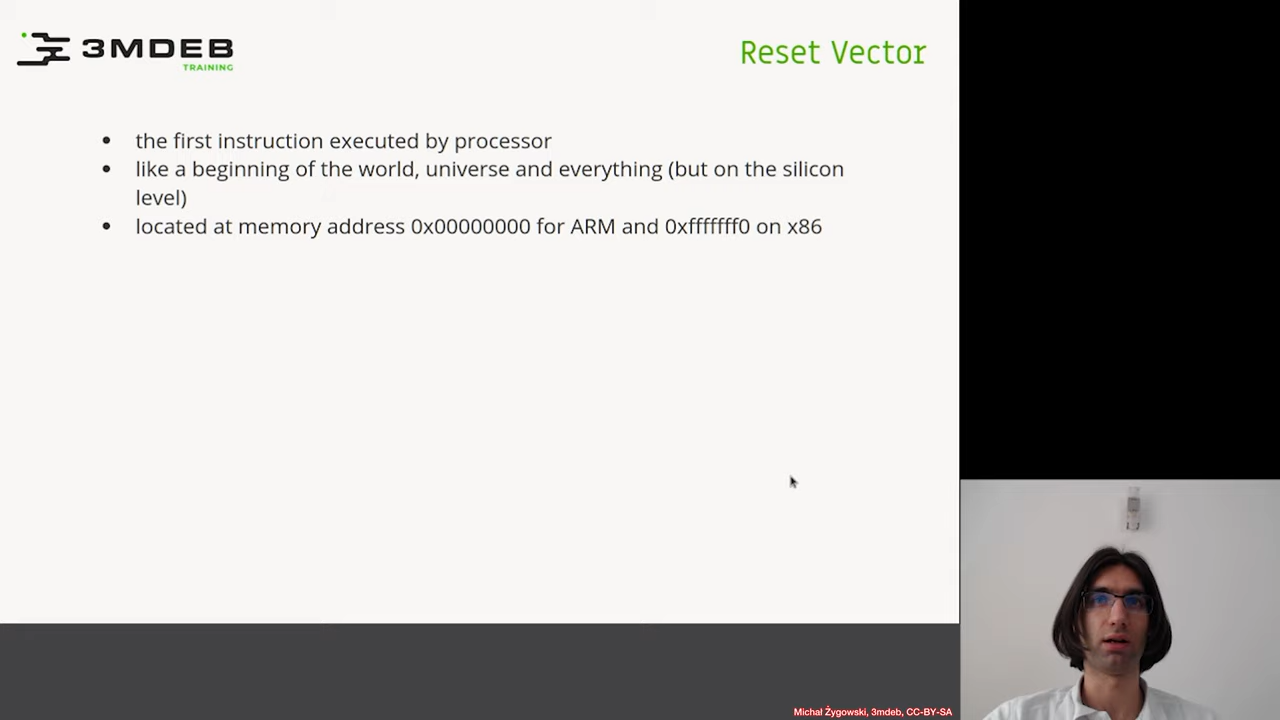 3MDEB
TRAINING
Reset Vector
the first instruction executed by processor
like a beginning of the world, universe and everything (but on the silicon
level)
located at memory address 0x00000000 for ARM and 0xfffffff0 on x86
Michał Żygowski, 3mdeb, CC-BY-SA